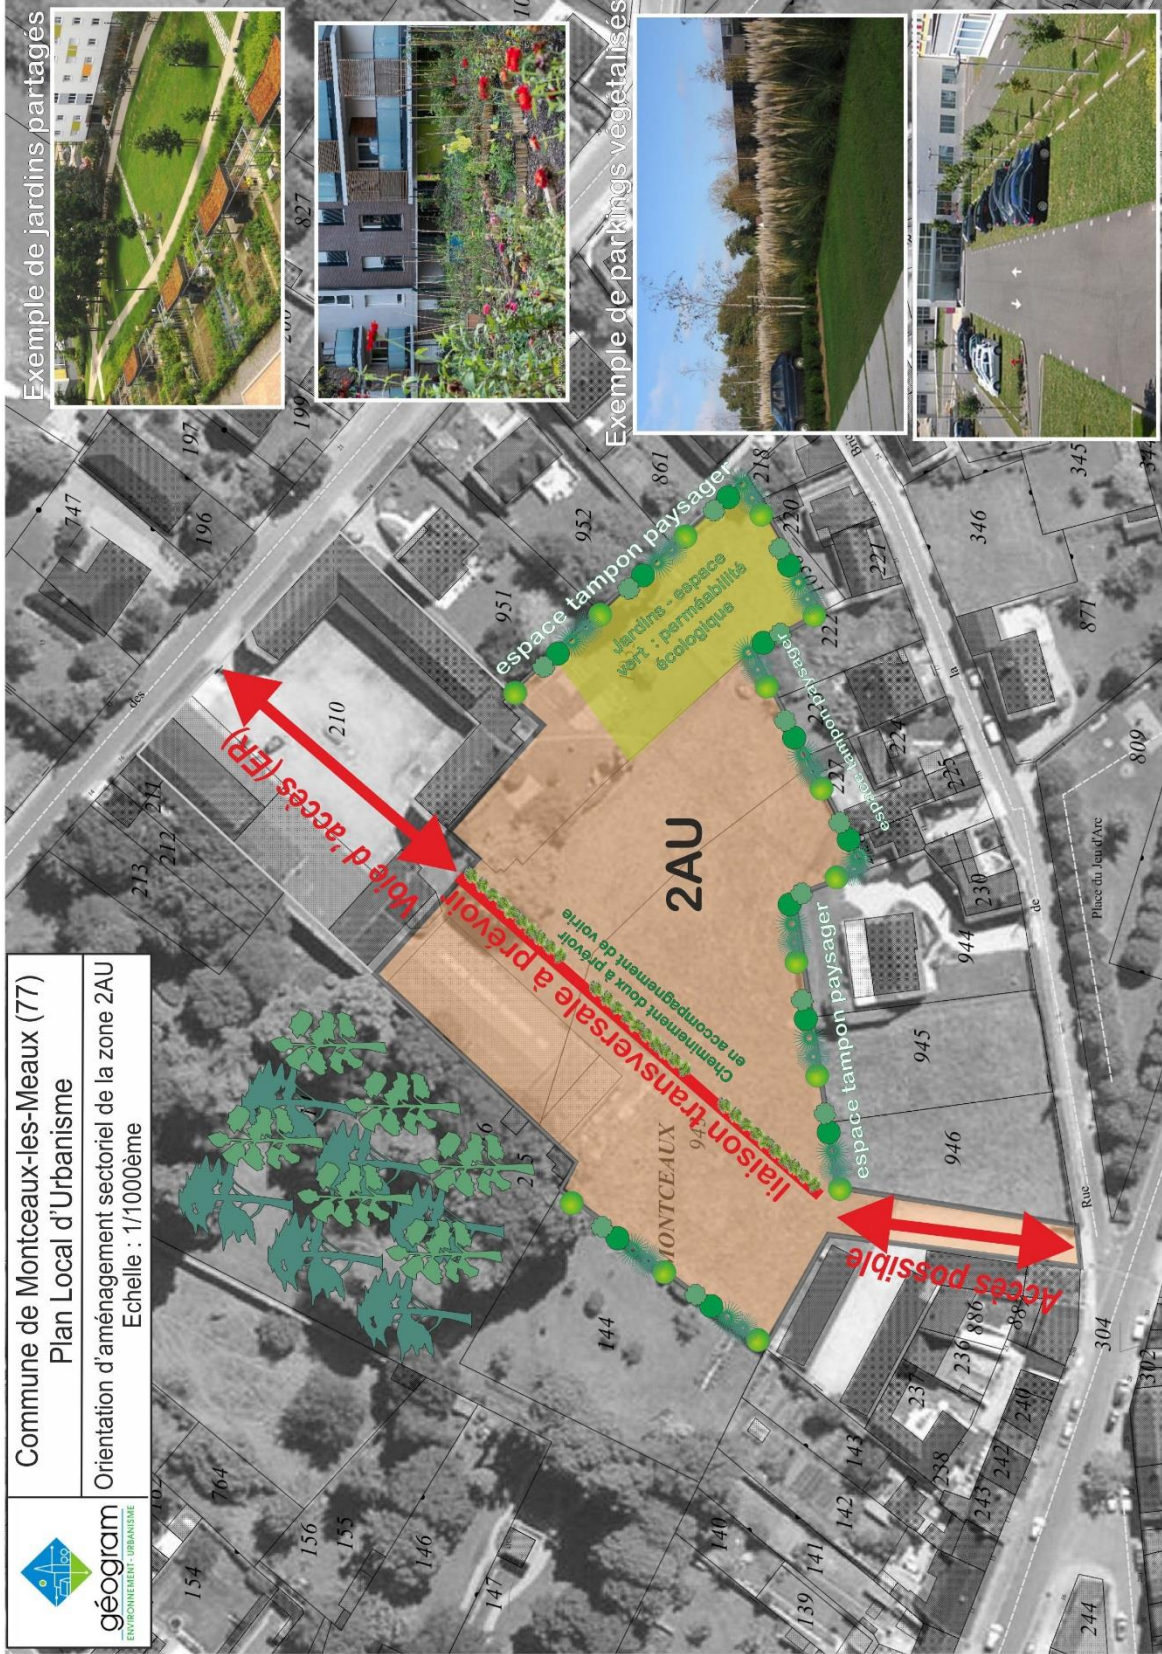 géogram
ENVIRONNEMENT - URBANISME
Commune de Montceaux-les-Meaux (77)
Plan Local d'Urbanisme
Orientation d'aménagement sectoriel de la zone 2AU
Echelle : 1/1000ème
Exemple de jardins partagés
Exemple de parkings végétalisés
Voie d'accès (ER)
liaison transversale à prévoir
Cheminement doux à prévoir
en accompagnement de voirie
Accès possible
2AU
MONTCEAUX
Jardins - espace
vert : perméabilité
écologique
espace tampon paysager
espace tampon paysager
espace tampon paysager
des
Rue
de
la
Place du Jeu d'Arc
154
764
156
155
146
147
144
140
139
141
142
143
237
238
236
886
240
242
243
244
304
302
213
212
211
210
747
196
197
199
827
951
952
861
218
220
221
222
227
224
225
230
944
945
946
346
345
344
871
809